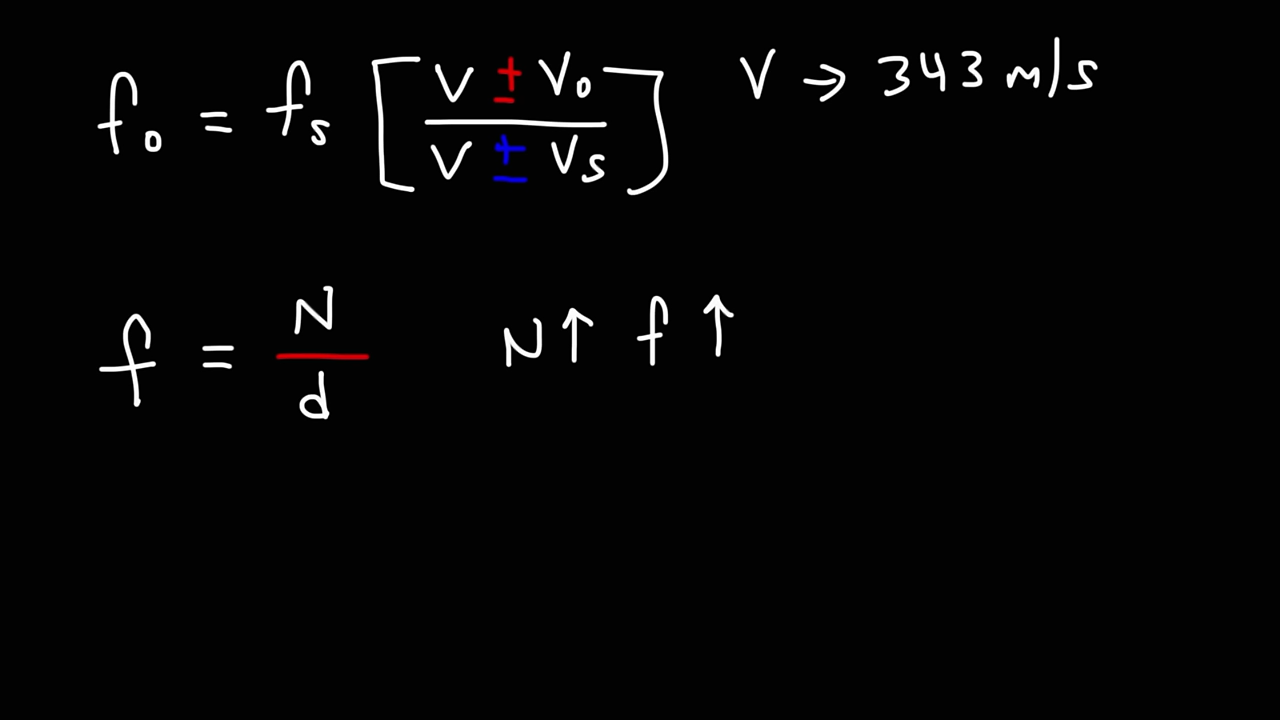 f₀ = fₛ [ (V ± V₀) / (V ± Vₛ) ] V → 343 m/s
f = N / d N↑ f↑